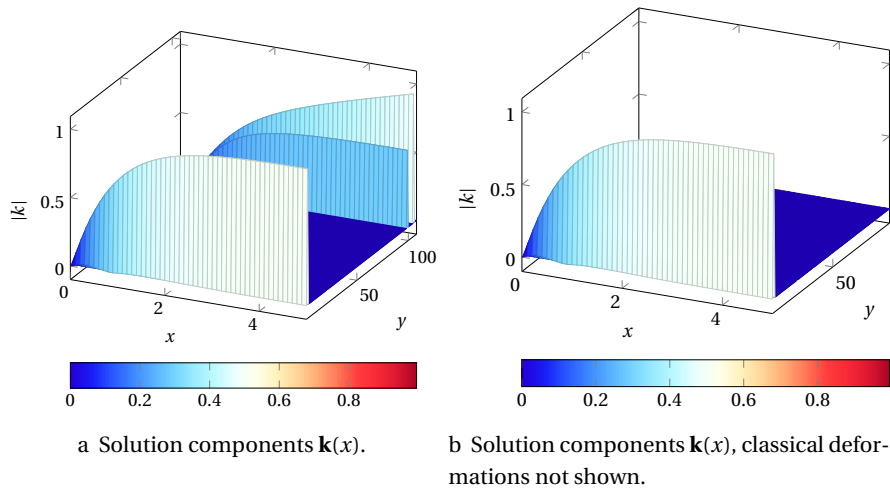 1
0.5
0
|k|
0
2
4
x
50
100
y
0
0.2
0.4
0.6
0.8
a Solution components k(x).
1
0.5
0
|k|
0
2
4
x
50
y
0
0.2
0.4
0.6
0.8
b Solution components k(x), classical defor-
mations not shown.